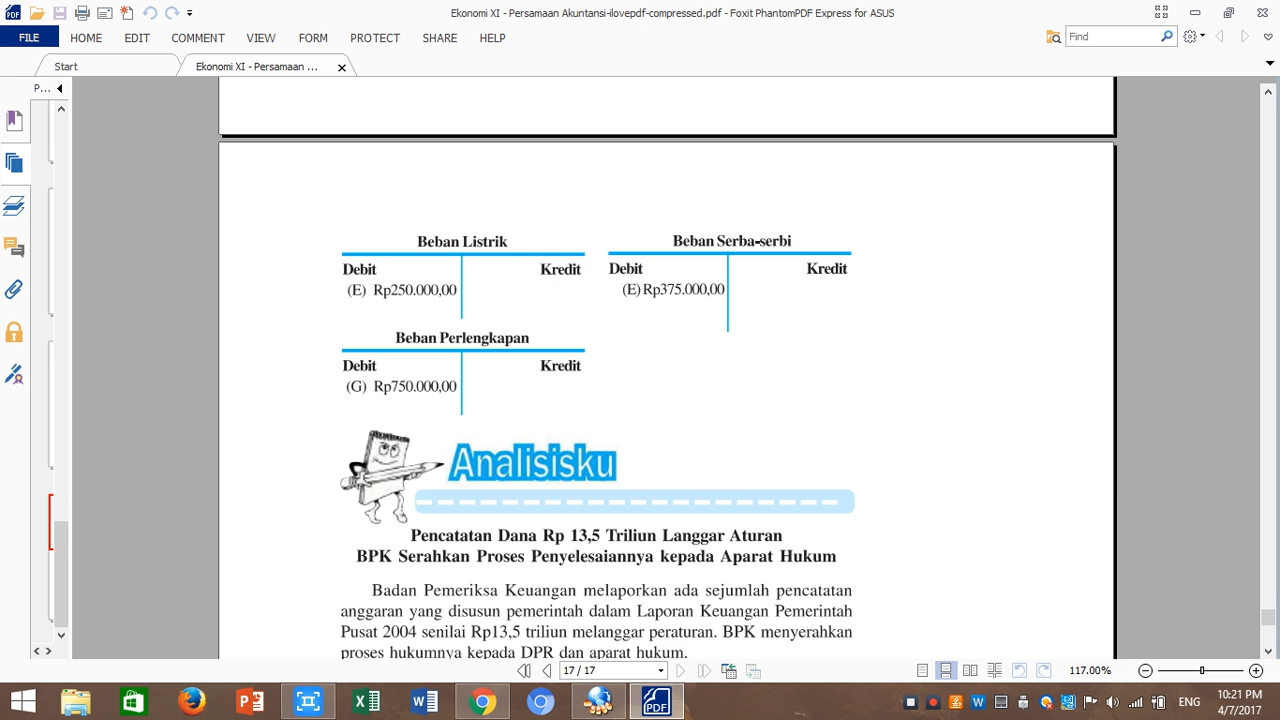 Ekonomi XI - Persamaan Akuntansi-ilovepdf-compressed.pdf - Foxit PhantomPDF Express for ASUS
FILE HOME EDIT COMMENT VIEW FORM PROTECT SHARE HELP Find
Start Ekonomi XI - Persamaan ...
P...
Beban Listrik
Debit Kredit
(E) Rp250.000,00
Beban Serba-serbi
Debit Kredit
(E) Rp375.000,00
Beban Perlengkapan
Debit Kredit
(G) Rp750.000,00
Analisisku
Pencatatan Dana Rp 13,5 Triliun Langgar Aturan
BPK Serahkan Proses Penyelesaiannya kepada Aparat Hukum
Badan Pemeriksa Keuangan melaporkan ada sejumlah pencatatan
anggaran yang disusun pemerintah dalam Laporan Keuangan Pemerintah
Pusat 2004 senilai Rp13,5 triliun melanggar peraturan. BPK menyerahkan
proses hukumnya kepada DPR dan aparat hukum.
17 / 17 117.00%
ENG
10:21 PM
4/7/2017